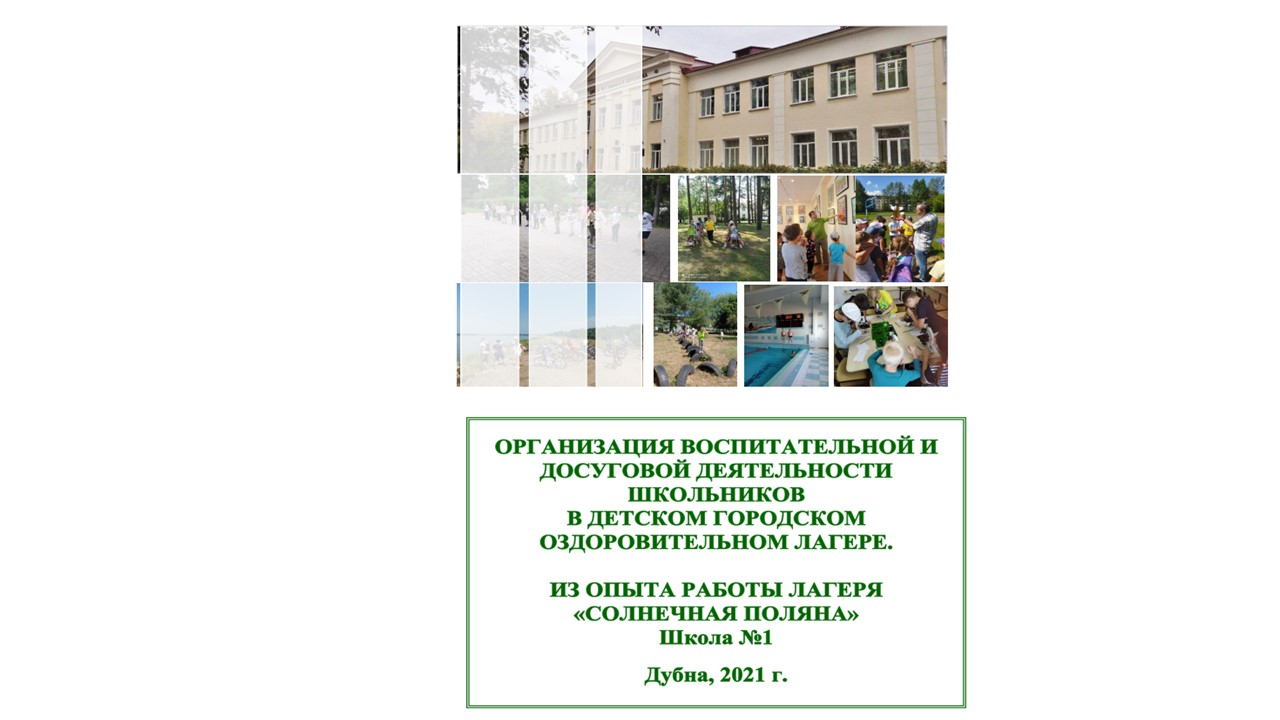 ОРГАНИЗАЦИЯ ВОСПИТАТЕЛЬНОЙ И
ДОСУГОВОЙ ДЕЯТЕЛЬНОСТИ
ШКОЛЬНИКОВ
В ДЕТСКОМ ГОРОДСКОМ
ОЗДОРОВИТЕЛЬНОМ ЛАГЕРЕ.
ИЗ ОПЫТА РАБОТЫ ЛАГЕРЯ
«СОЛНЕЧНАЯ ПОЛЯНА»
Школа №1
Дубна, 2021 г.